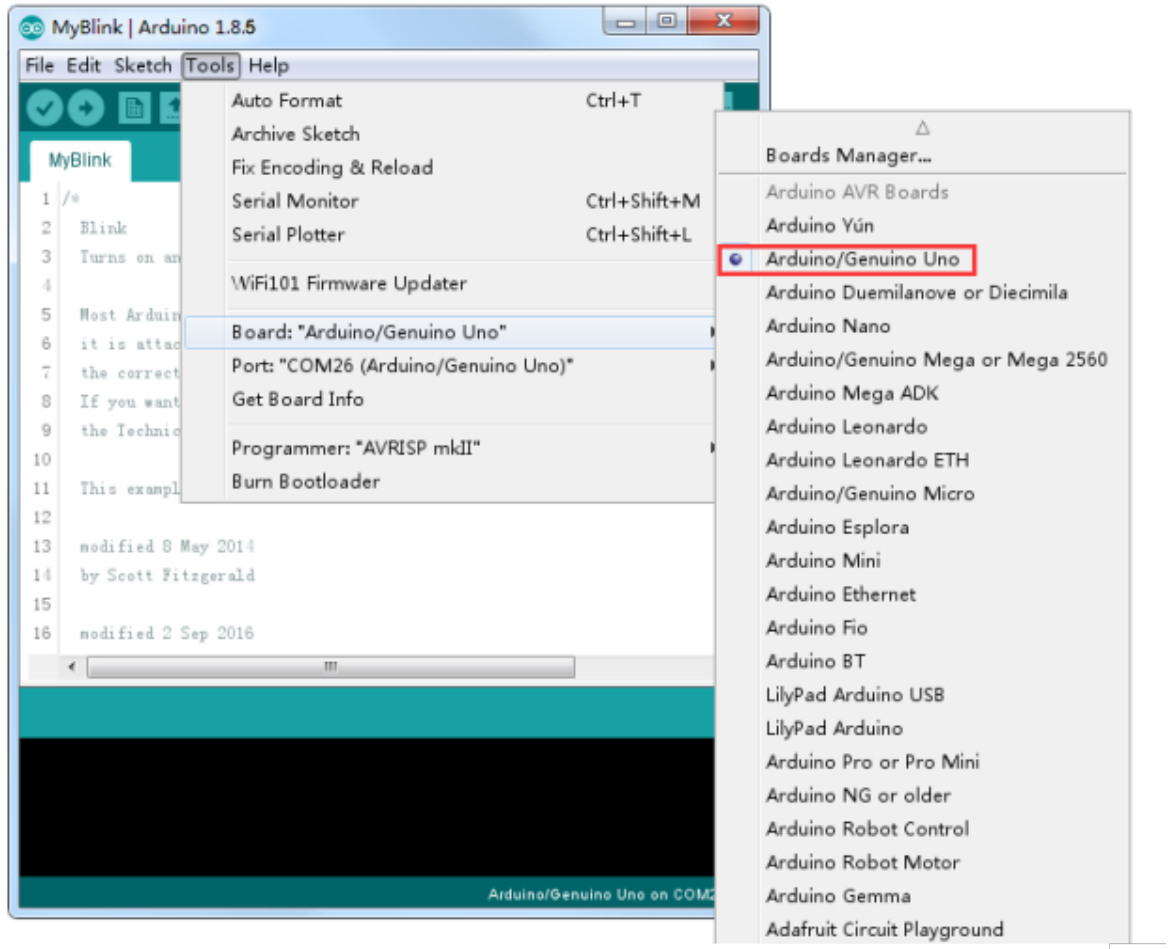 MyBlink | Arduino 1.8.5
File Edit Sketch Tools Help
MyBlink
Auto Format Ctrl+T
Archive Sketch
Fix Encoding & Reload
Serial Monitor Ctrl+Shift+M
Serial Plotter Ctrl+Shift+L
WiFi101 Firmware Updater
Board: "Arduino/Genuino Uno"
Port: "COM26 (Arduino/Genuino Uno)"
Get Board Info
Programmer: "AVRISP mkII"
Burn Bootloader
Boards Manager...
Arduino AVR Boards
Arduino Yún
Arduino/Genuino Uno
Arduino Duemilanove or Diecimila
Arduino Nano
Arduino/Genuino Mega or Mega 2560
Arduino Mega ADK
Arduino Leonardo
Arduino Leonardo ETH
Arduino/Genuino Micro
Arduino Esplora
Arduino Mini
Arduino Ethernet
Arduino Fio
Arduino BT
LilyPad Arduino USB
LilyPad Arduino
Arduino Pro or Pro Mini
Arduino NG or older
Arduino Robot Control
Arduino Robot Motor
Arduino Gemma
Adafruit Circuit Playground
1 /*
2 Blink
3 Turns on an
4
5 Most Arduin
6 it is attac
7 the correct
8 If you want
9 the Technic
10
11 This exampl
12
13 modified 8 May 2014
14 by Scott Fitzgerald
15
16 modified 2 Sep 2016
Arduino/Genuino Uno on COM2